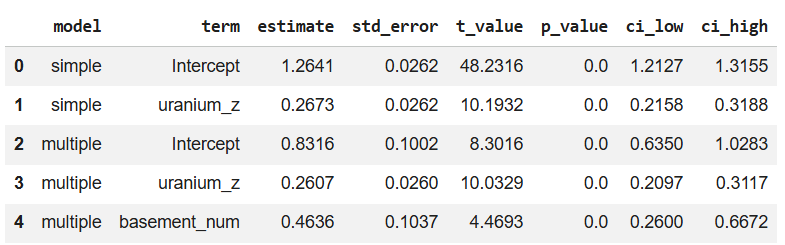 model term estimate std_error t_value p_value ci_low ci_high
0 simple Intercept 1.2641 0.0262 48.2316 0.0 1.2127 1.3155
1 simple uranium_z 0.2673 0.0262 10.1932 0.0 0.2158 0.3188
2 multiple Intercept 0.8316 0.1002 8.3016 0.0 0.6350 1.0283
3 multiple uranium_z 0.2607 0.0260 10.0329 0.0 0.2097 0.3117
4 multiple basement_num 0.4636 0.1037 4.4693 0.0 0.2600 0.6672